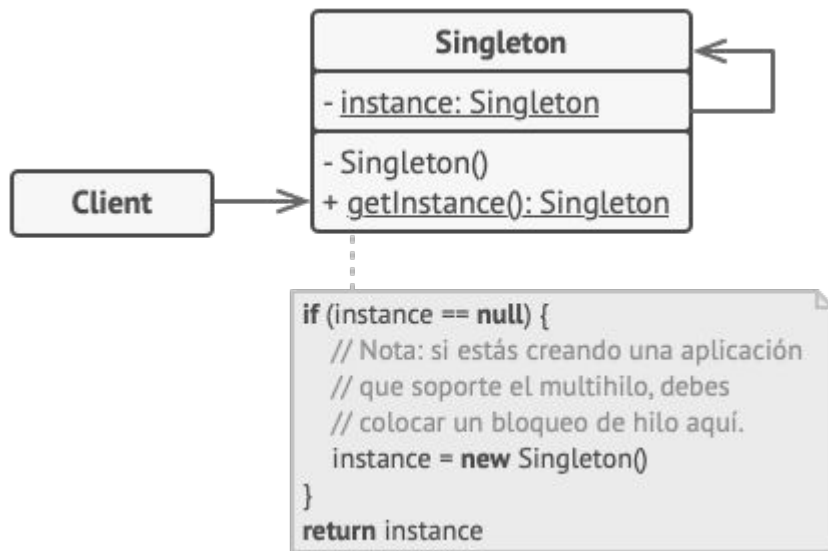 Singleton
- instance: Singleton
- Singleton()
+ getInstance(): Singleton
Client
if (instance == null) {
// Nota: si estás creando una aplicación
// que soporte el multihilo, debes
// colocar un bloqueo de hilo aquí.
instance = new Singleton()
}
return instance